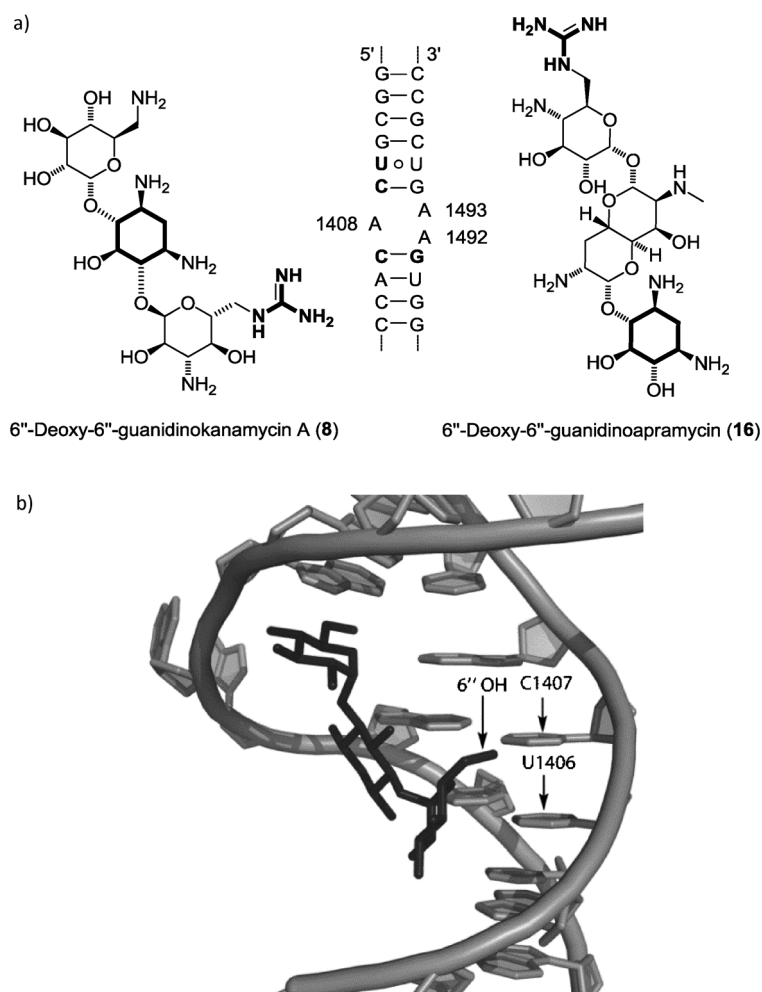 a)
OH
NH₂
HO
HO
O
OH
O
NH₂
HO
NH₂
O
O
NH
N
H
NH₂
HO
OH
NH₂
5' 3'
G C
G C
C G
G C
U U
C G
A 1493
1408 A
A 1492
C G
A U
C G
C G
H₂N NH
HN
H₂N
O
HO
OH
O
O
H
N
H
OH
H
H₂N
O
O
NH₂
HO
OH
NH₂
6"-Deoxy-6"-guanidinokanamycin A (8)
6"-Deoxy-6"-guanidinoapramycin (16)
b)
6'' OH C1407
U1406